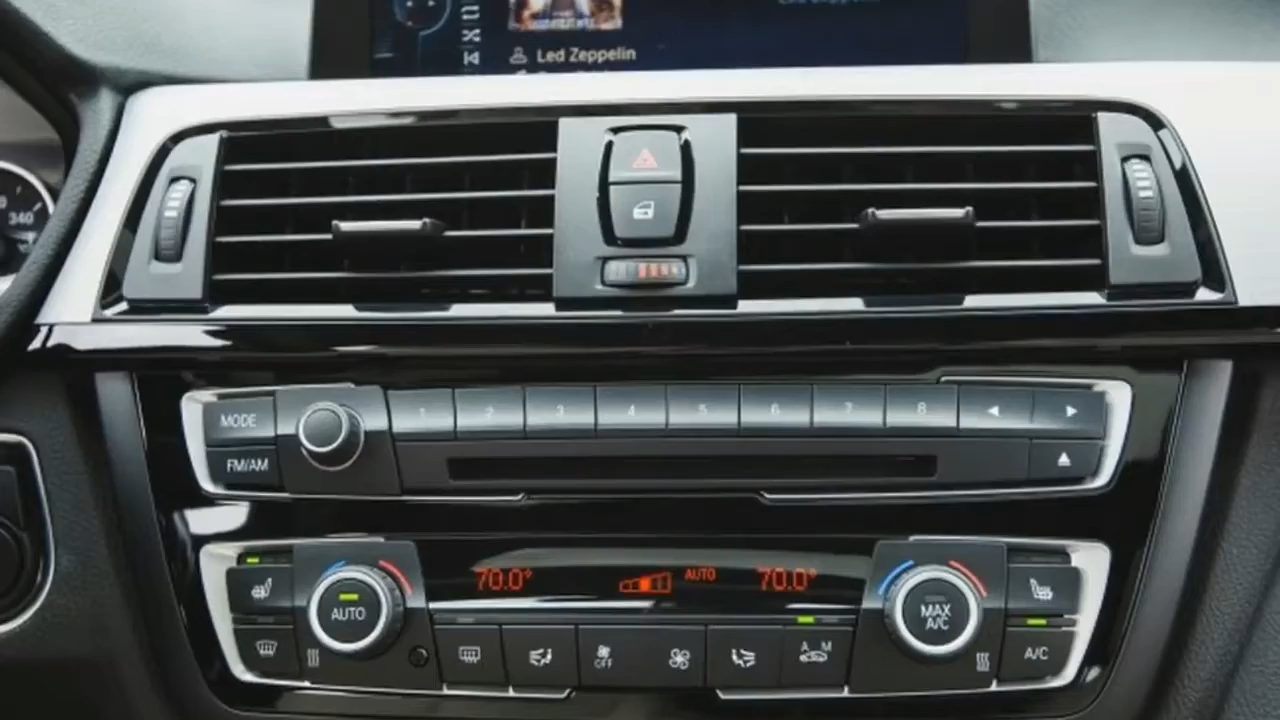 Led Zeppelin
340
MODE
1 2 3 4 5 6 7 8
FM/AM
70.0° AUTO 70.0°
AUTO
MAX A/C
OFF
A M
A/C